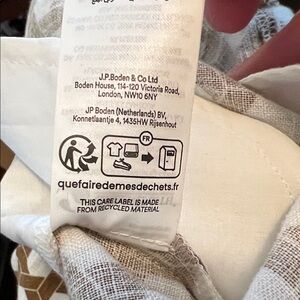 J.P.Boden & Co Ltd
Boden House, 114-120 Victoria Road,
London, NW10 6NY
JP Boden (Netherlands) BV,
Konnetlaantje 4, 1435HW Rijsenhout
FR
quefairedemesdechets.fr
THIS CARE LABEL IS MADE
FROM RECYCLED MATERIAL